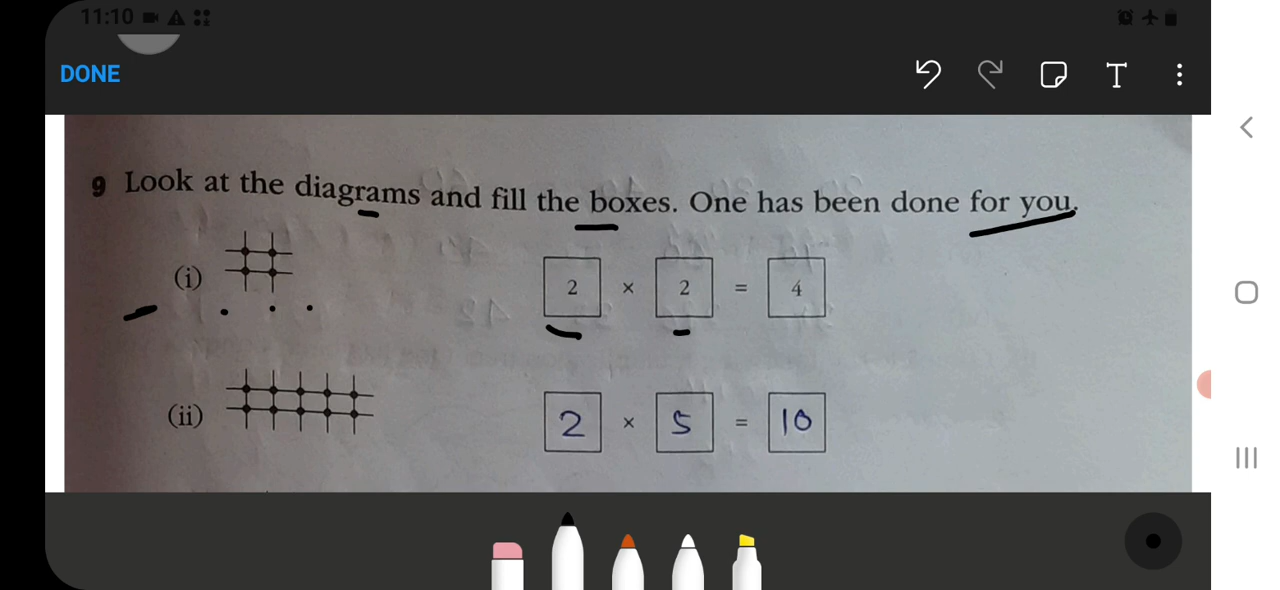 11:10
DONE
T
9 Look at the diagrams and fill the boxes. One has been done for you.
(i) 2 × 2 = 4
(ii) 2 × 5 = 10